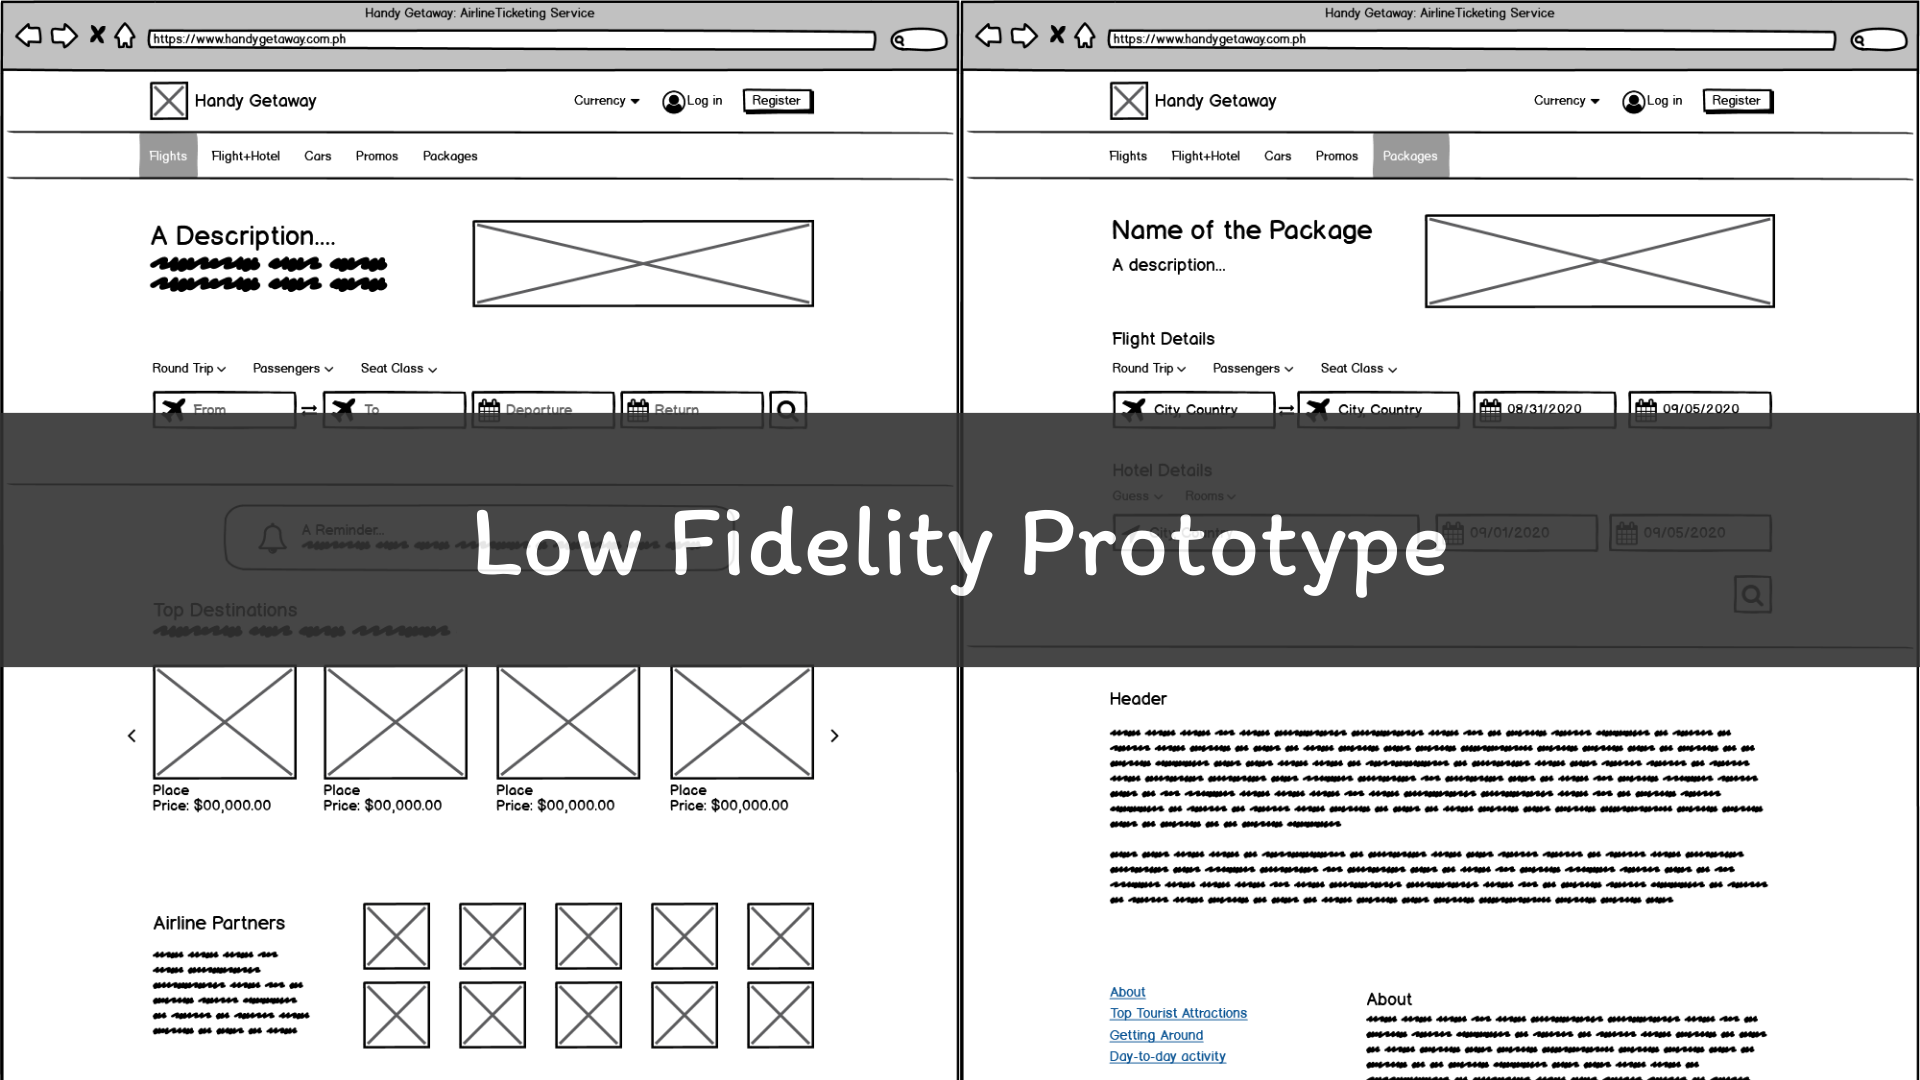 Handy Getaway: AirlineTicketing Service
https://www.handygetaway.com.ph
Handy Getaway
Currency
Log in
Register
Flights
Flight+Hotel
Cars
Promos
Packages
A Description....
Round Trip
Passengers
Seat Class
From
To
Departure
Return
A Reminder...
Top Destinations
Place
Price: $00,000.00
Place
Price: $00,000.00
Place
Price: $00,000.00
Place
Price: $00,000.00
Airline Partners
Handy Getaway: AirlineTicketing Service
https://www.handygetaway.com.ph
Handy Getaway
Currency
Log in
Register
Flights
Flight+Hotel
Cars
Promos
Packages
Name of the Package
A description...
Flight Details
Round Trip
Passengers
Seat Class
City, Country
City, Country
08/31/2020
09/05/2020
Hotel Details
Guess
Rooms
City, Country
09/01/2020
09/05/2020
Header
About
Top Tourist Attractions
Getting Around
Day-to-day activity
About
Low Fidelity Prototype